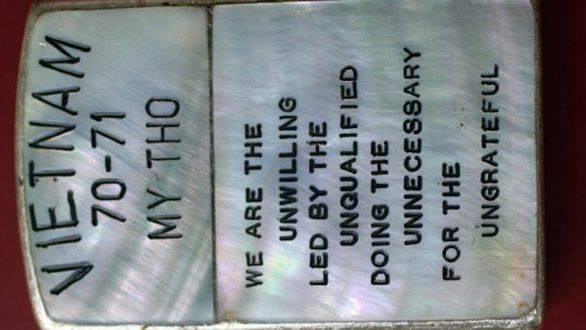 VIETNAM
70-71
MY THO
WE ARE THE
UNWILLING
LED BY THE
UNQUALIFIED
DOING THE
UNNECESSARY
FOR THE
UNGRATEFUL